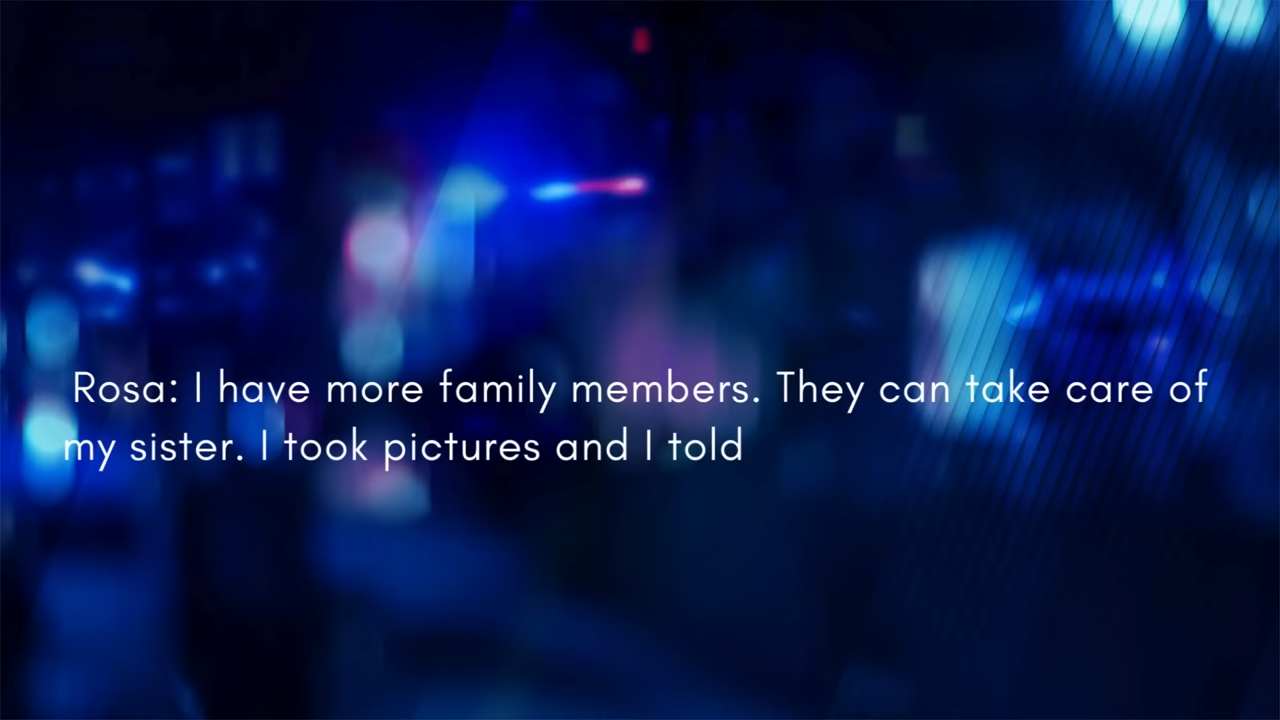 Rosa: I have more family members. They can take care of
my sister. I took pictures and I told